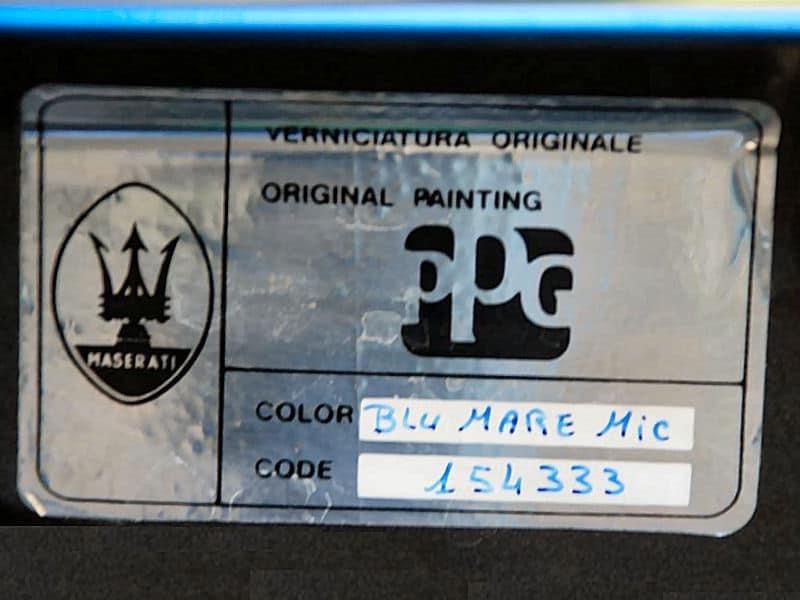 VERNICIATURA ORIGINALE
ORIGINAL PAINTING
PPG
MASERATI
COLOR BLU MARE Mic
CODE 154333